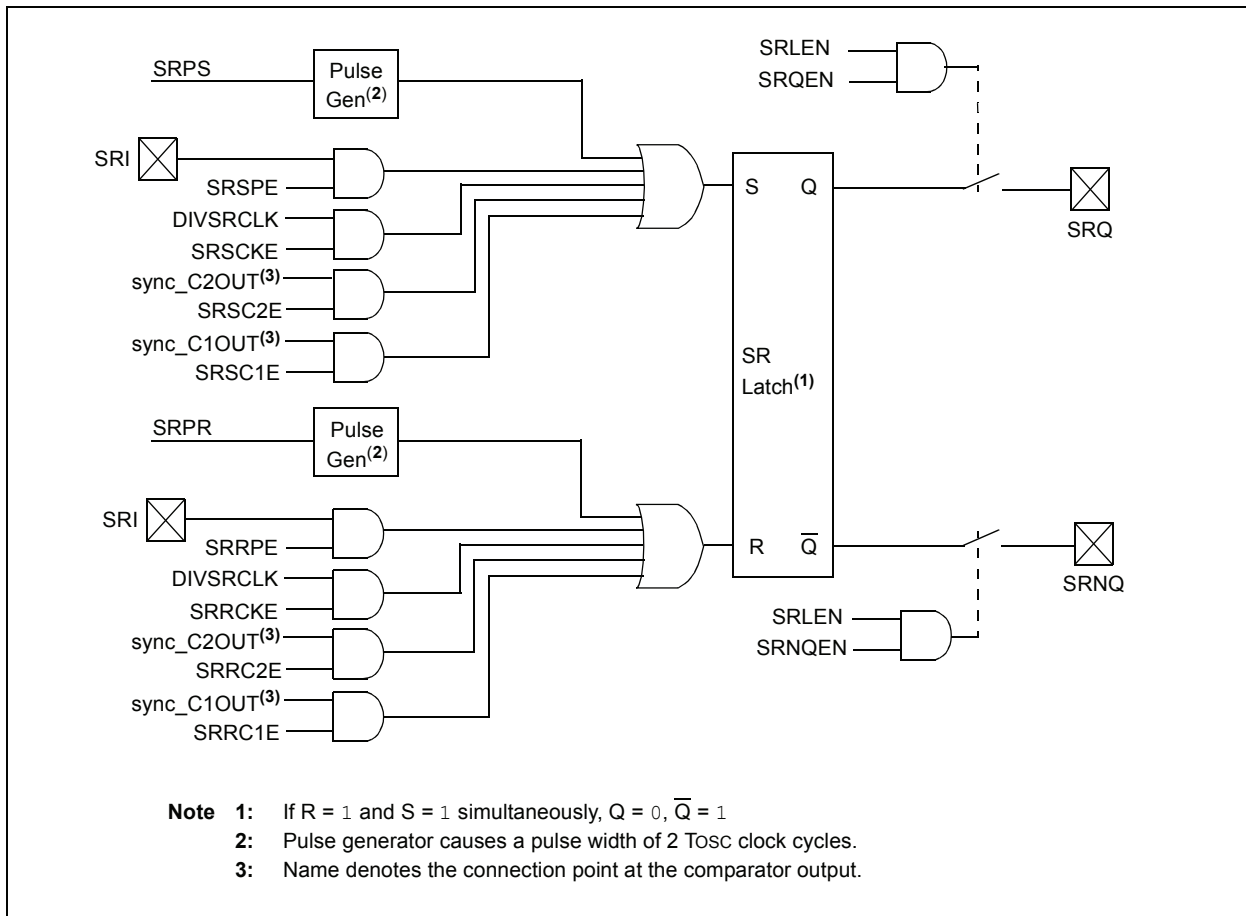 SRPS
Pulse
Gen(2)
SRI
SRSPE
DIVSRCLK
SRSCKE
sync_C2OUT(3)
SRSC2E
sync_C1OUT(3)
SRSC1E
SRLEN
SRQEN
S Q
SRQ
SR
Latch(1)
SRPR
Pulse
Gen(2)
SRI
SRRPE
DIVSRCLK
SRRCKE
sync_C2OUT(3)
SRRC2E
sync_C1OUT(3)
SRRC1E
R Q̅
SRNQ
SRLEN
SRNQEN
Note 1: If R = 1 and S = 1 simultaneously, Q = 0, Q̅ = 1
2: Pulse generator causes a pulse width of 2 TOSC clock cycles.
3: Name denotes the connection point at the comparator output.